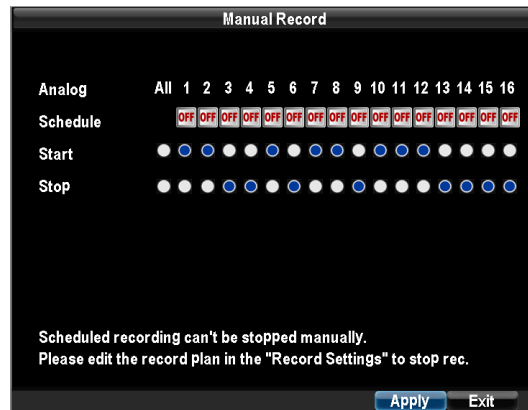 Manual Record
Analog All 1 2 3 4 5 6 7 8 9 10 11 12 13 14 15 16
Schedule OFF OFF OFF OFF OFF OFF OFF OFF OFF OFF OFF OFF OFF OFF OFF OFF
Start
Stop
Scheduled recording can't be stopped manually.
Please edit the record plan in the "Record Settings" to stop rec.
Apply Exit